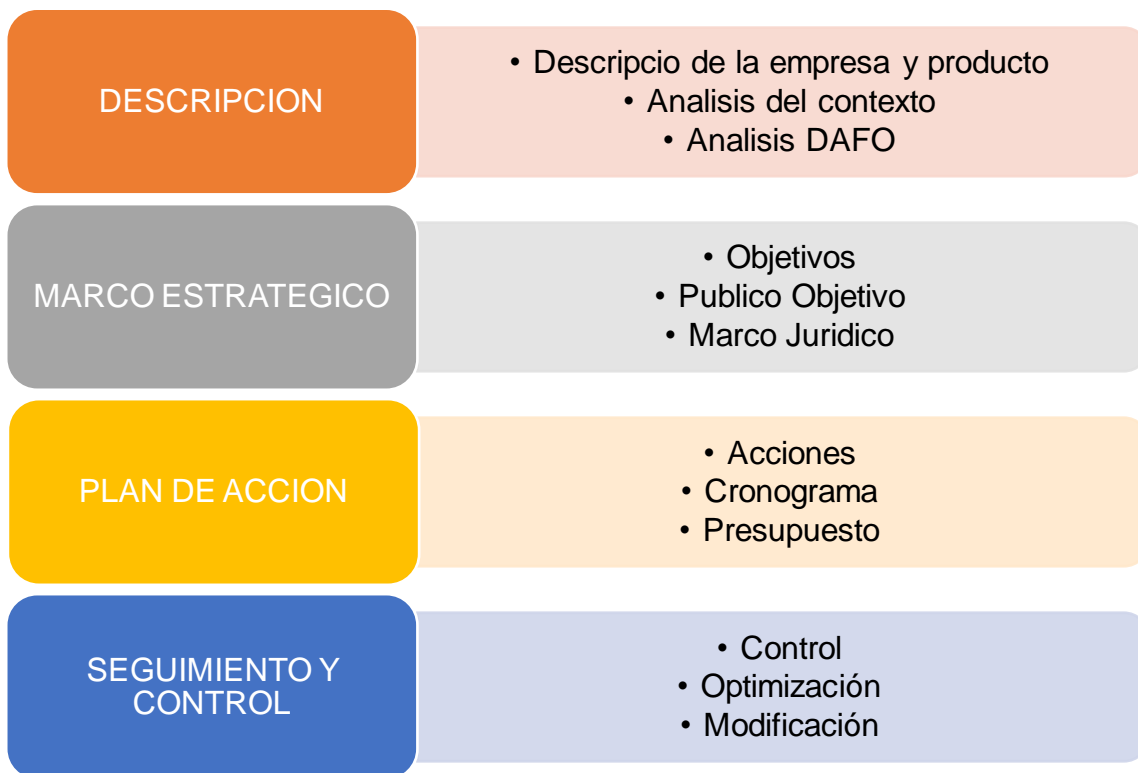 DESCRIPCION
• Descripcio de la empresa y producto
• Analisis del contexto
• Analisis DAFO
MARCO ESTRATEGICO
• Objetivos
• Publico Objetivo
• Marco Juridico
PLAN DE ACCION
• Acciones
• Cronograma
• Presupuesto
SEGUIMIENTO Y
CONTROL
• Control
• Optimización
• Modificación